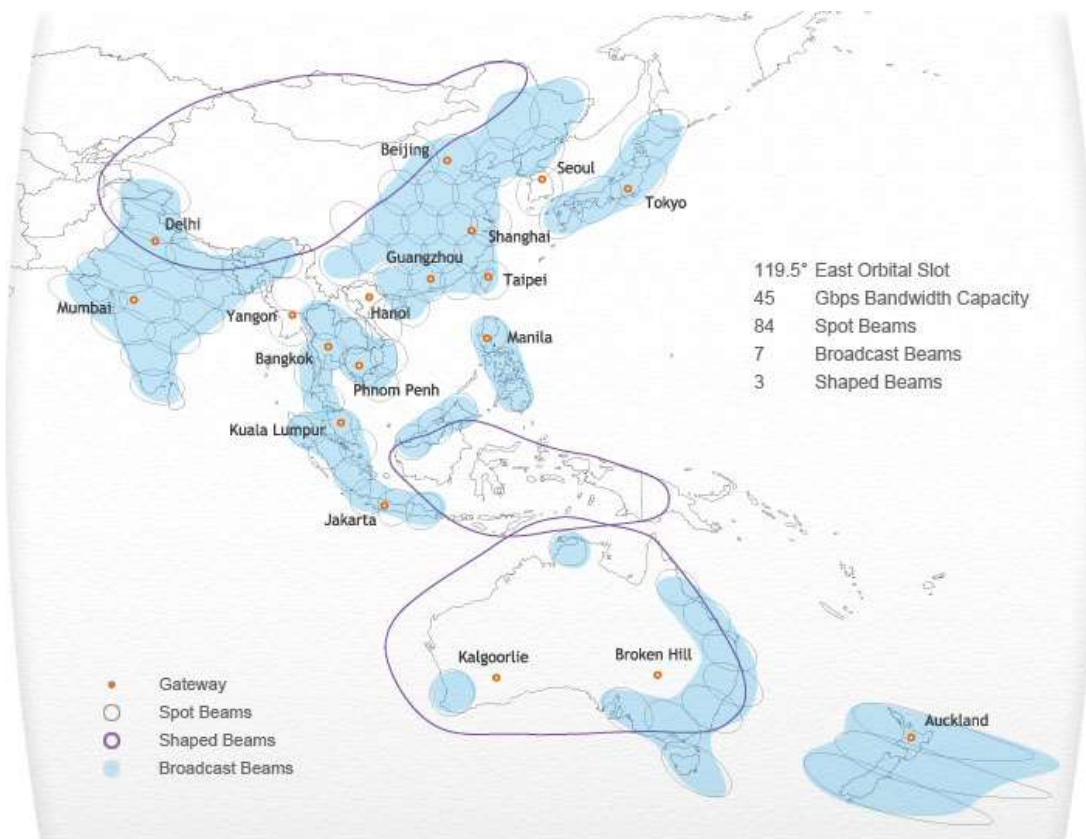 Beijing
Seoul
Tokyo
Delhi
Shanghai
Guangzhou
Taipei
Mumbai
Yangon
Hanoi
Manila
Bangkok
Phnom Penh
Kuala Lumpur
Jakarta
119.5° East Orbital Slot
45 Gbps Bandwidth Capacity
84 Spot Beams
7 Broadcast Beams
3 Shaped Beams
Kalgoorlie
Broken Hill
Auckland
Gateway
Spot Beams
Shaped Beams
Broadcast Beams